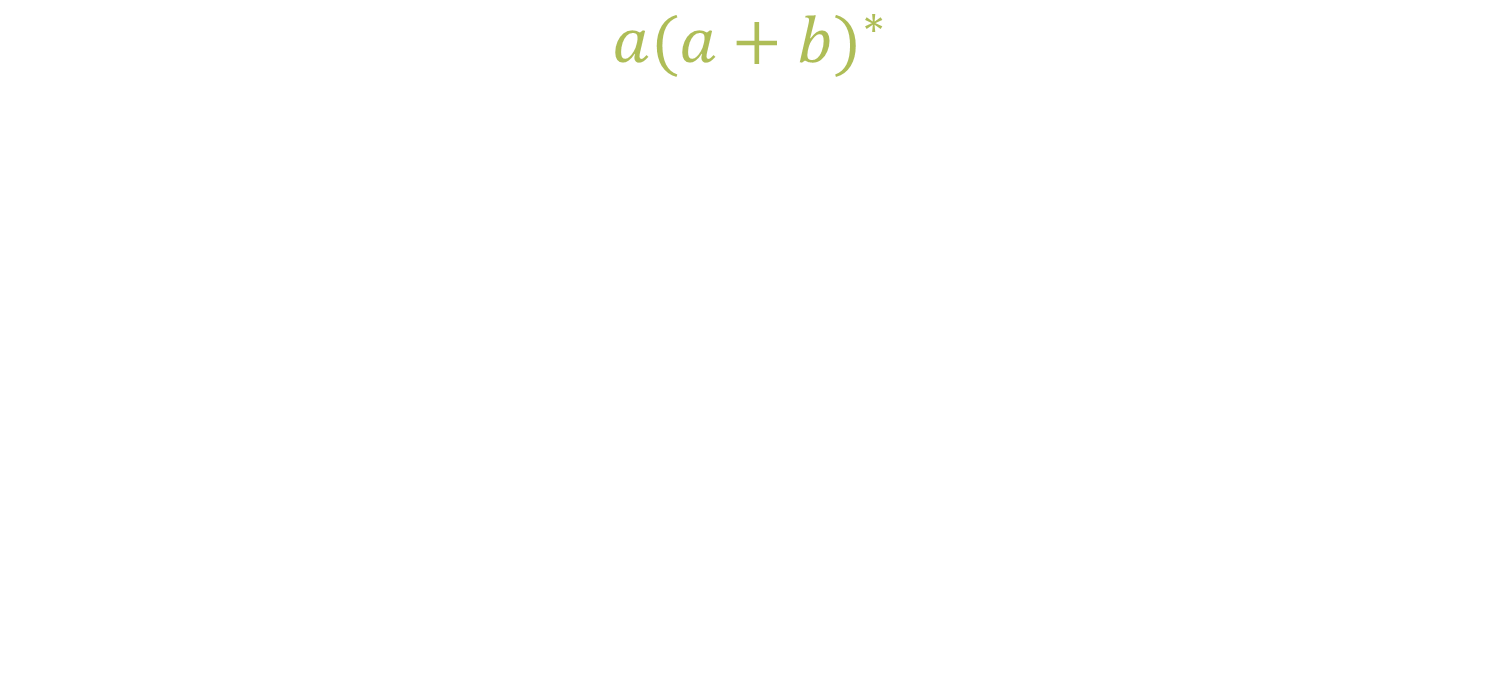 a(a + b)*